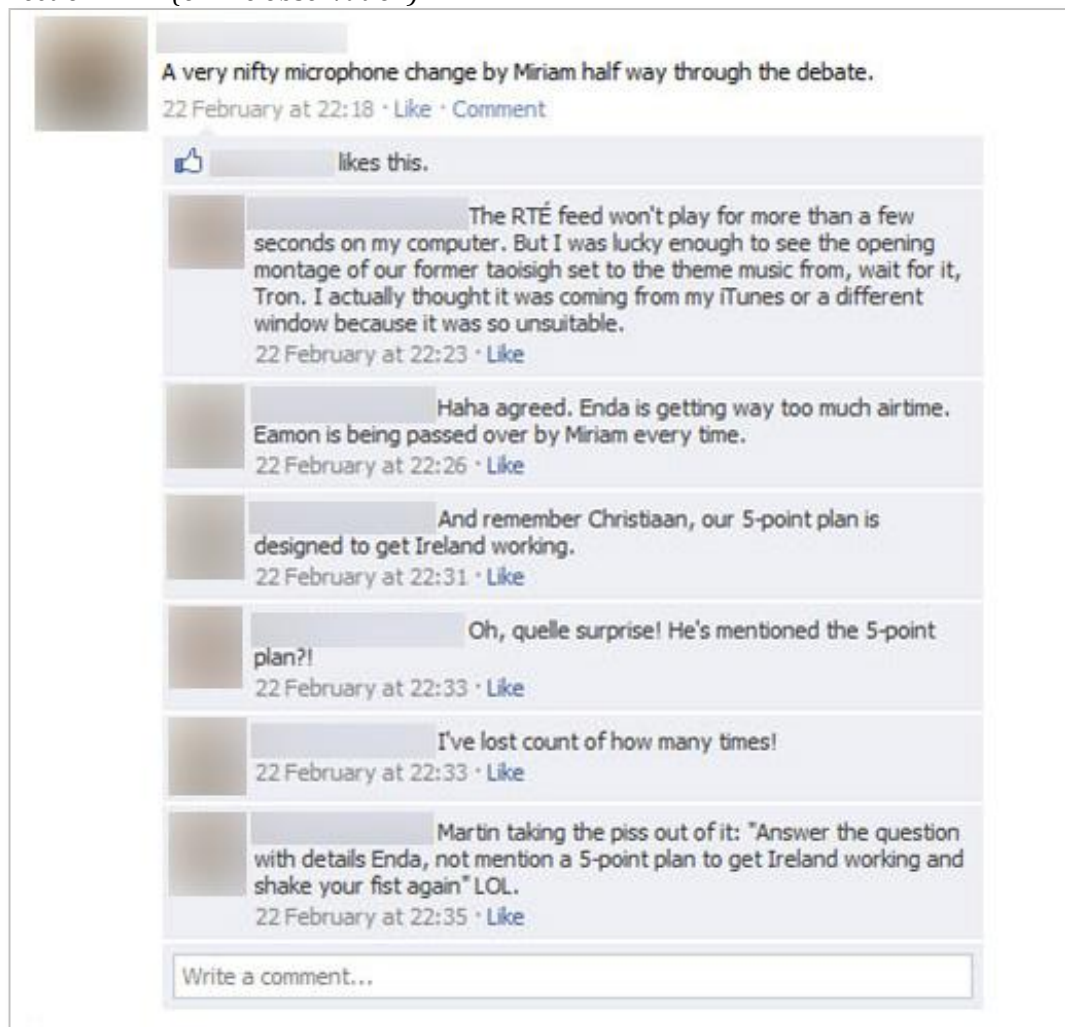 A very nifty microphone change by Miriam half way through the debate.
22 February at 22:18 · Like · Comment
likes this.
The RTÉ feed won't play for more than a few
seconds on my computer. But I was lucky enough to see the opening
montage of our former taoisigh set to the theme music from, wait for it,
Tron. I actually thought it was coming from my iTunes or a different
window because it was so unsuitable.
22 February at 22:23 · Like
Haha agreed. Enda is getting way too much airtime.
Eamon is being passed over by Miriam every time.
22 February at 22:26 · Like
And remember Christiaan, our 5-point plan is
designed to get Ireland working.
22 February at 22:31 · Like
Oh, quelle surprise! He's mentioned the 5-point
plan?!
22 February at 22:33 · Like
I've lost count of how many times!
22 February at 22:33 · Like
Martin taking the piss out of it: "Answer the question
with details Enda, not mention a 5-point plan to get Ireland working and
shake your fist again" LOL.
22 February at 22:35 · Like
Write a comment...